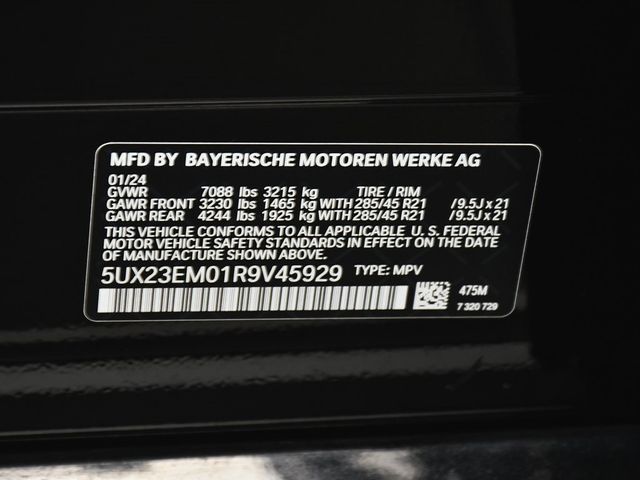 MFD BY BAYERISCHE MOTOREN WERKE AG
01/24
GVWR 7088 lbs 3215 kg TIRE / RIM
GAWR FRONT 3230 lbs 1465 kg WITH 285/45 R21 / 9.5J x 21
GAWR REAR 4244 lbs 1925 kg WITH 285/45 R21 / 9.5J x 21
THIS VEHICLE CONFORMS TO ALL APPLICABLE U. S. FEDERAL
MOTOR VEHICLE SAFETY STANDARDS IN EFFECT ON THE DATE
OF MANUFACTURE SHOWN ABOVE.
5UX23EM01R9V45929 TYPE: MPV
475M
7 320 729